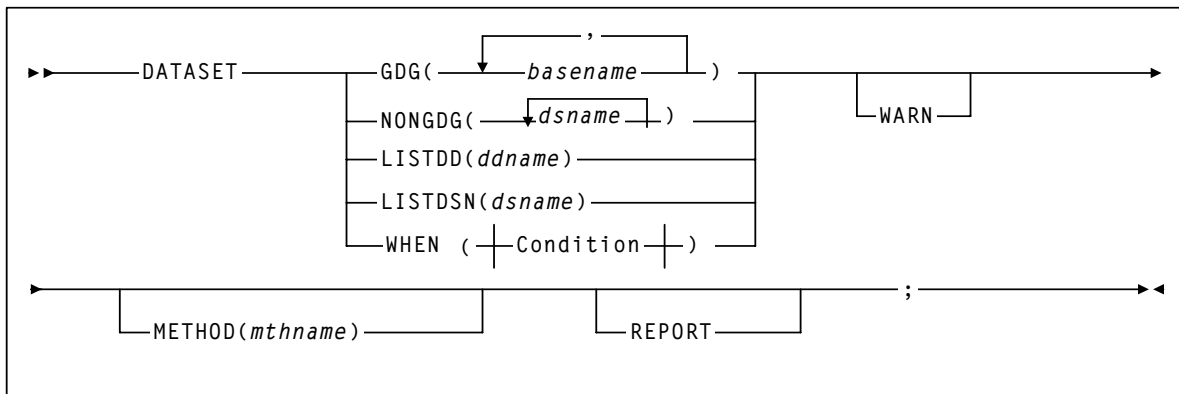 ,
DATASET GDG( basename )
NONGDG( dsname )
WARN
LISTDD(ddname)
LISTDSN(dsname)
WHEN ( Condition )
;
METHOD(mthname) REPORT